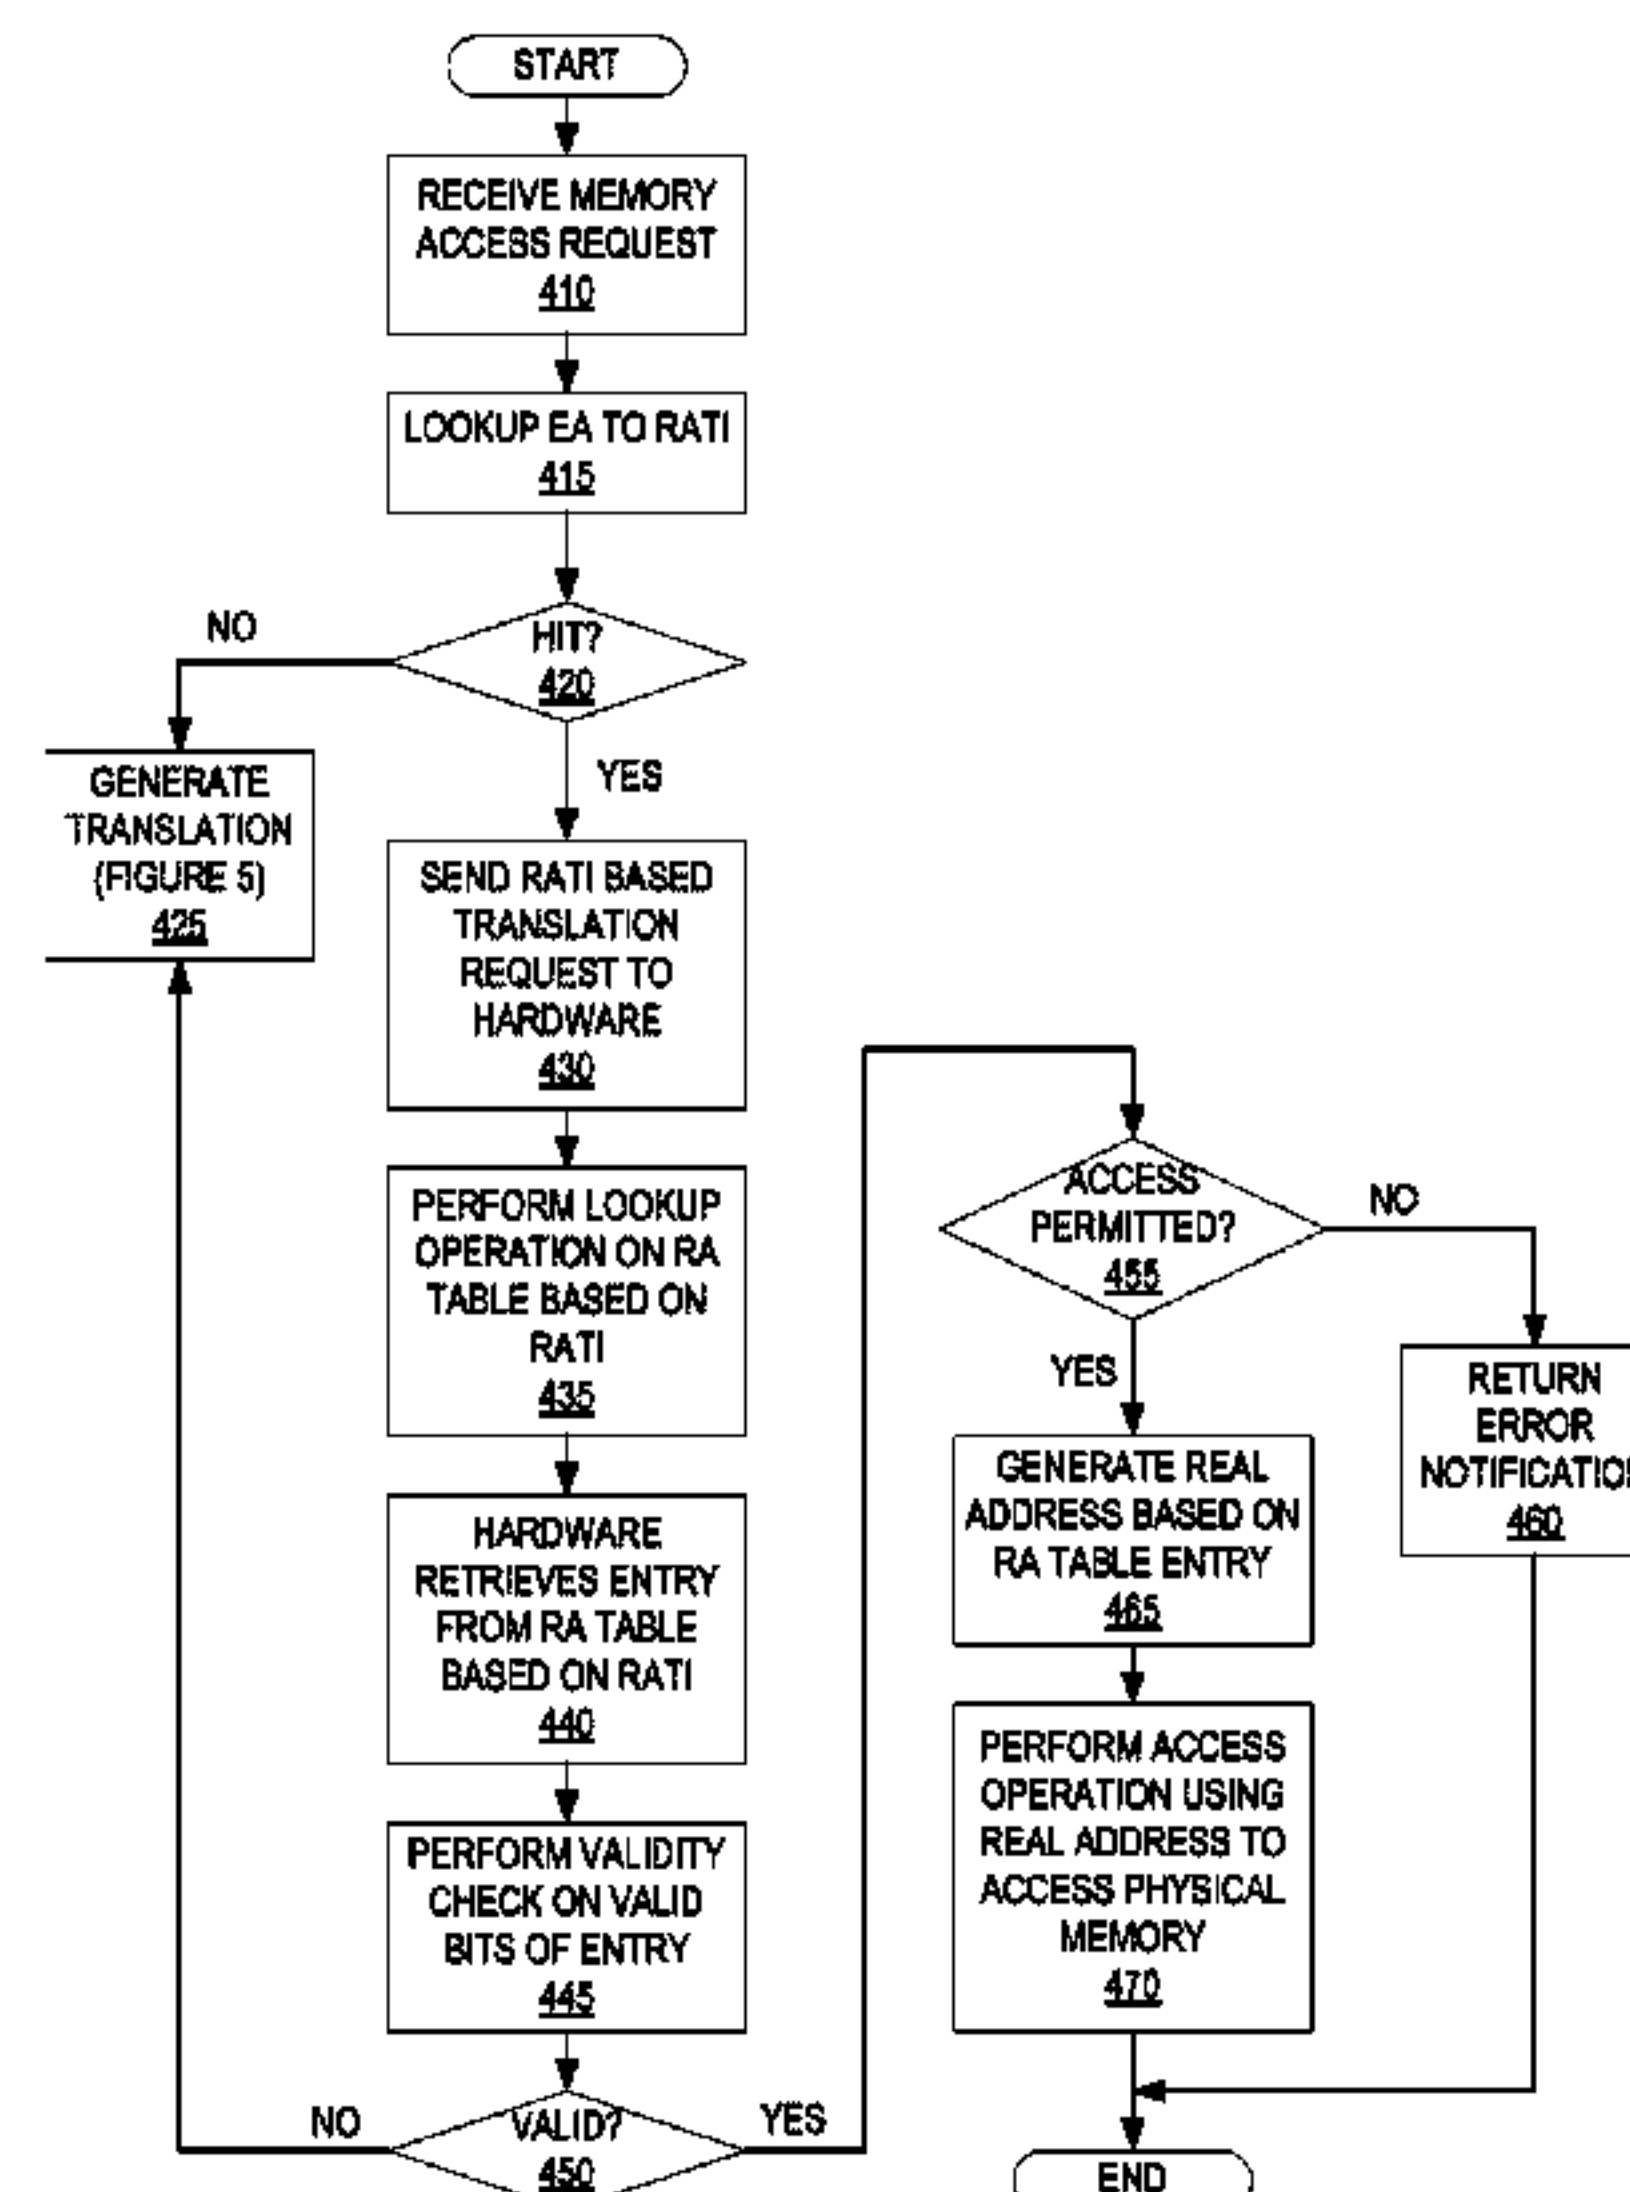 START
RECEIVE MEMORY
ACCESS REQUEST
410
LOOKUP EA TO RATI
415
HIT?
420
NO
YES
GENERATE
TRANSLATION
(FIGURE 5)
425
SEND RATI BASED
TRANSLATION
REQUEST TO
HARDWARE
430
PERFORM LOOKUP
OPERATION ON RA
TABLE BASED ON
RATI
435
HARDWARE
RETRIEVES ENTRY
FROM RA TABLE
BASED ON RATI
440
PERFORM VALIDITY
CHECK ON VALID
BITS OF ENTRY
445
VALID?
450
NO
YES
ACCESS
PERMITTED?
455
NO
YES
RETURN
ERROR
NOTIFICATION
460
GENERATE REAL
ADDRESS BASED ON
RA TABLE ENTRY
465
PERFORM ACCESS
OPERATION USING
REAL ADDRESS TO
ACCESS PHYSICAL
MEMORY
470
END